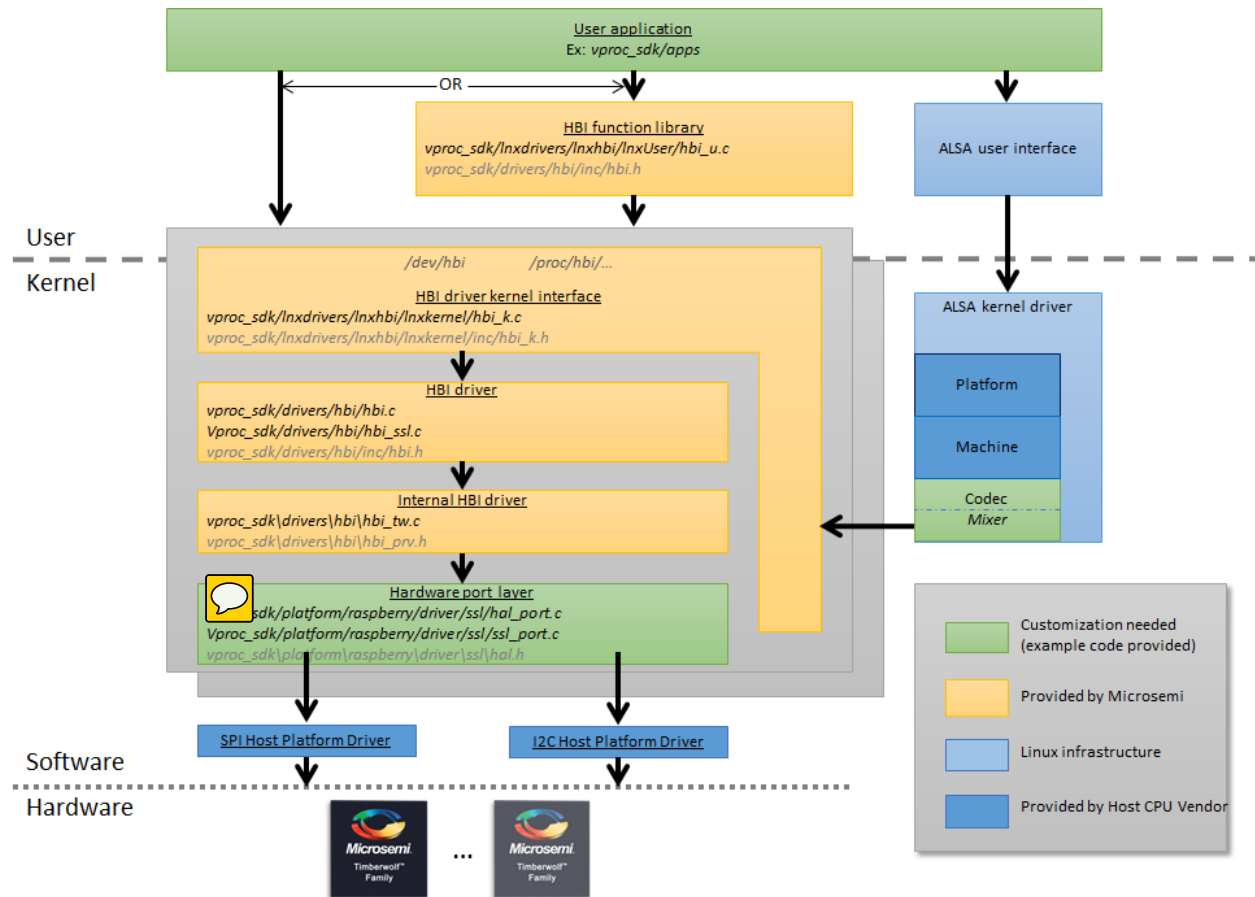 User application
Ex: vproc_sdk/apps
OR
HBI function library
vproc_sdk/lnxdrivers/lnxhbi/lnxUser/hbi_u.c
vproc_sdk/drivers/hbi/inc/hbi.h
ALSA user interface
User
Kernel
/dev/hbi /proc/hbi/...
HBI driver kernel interface
vproc_sdk/lnxdrivers/lnxhbi/lnxkernel/hbi_k.c
vproc_sdk/lnxdrivers/lnxhbi/lnxkernel/inc/hbi_k.h
HBI driver
vproc_sdk/drivers/hbi/hbi.c
Vproc_sdk/drivers/hbi/hbi_ssl.c
vproc_sdk/drivers/hbi/inc/hbi.h
Internal HBI driver
vproc_sdk\drivers\hbi\hbi_tw.c
vproc_sdk\drivers\hbi\hbi_prv.h
Hardware port layer
_sdk/platform/raspberry/driver/ssl/hal_port.c
Vproc_sdk/platform/raspberry/driver/ssl/ssl_port.c
vproc_sdk\platform\raspberry\driver\ssl\hal.h
ALSA kernel driver
Platform
Machine
Codec
Mixer
SPI Host Platform Driver
I2C Host Platform Driver
Software
Hardware
Microsemi.
Timberwolf™
Family
...
Microsemi.
Timberwolf™
Family
Customization needed
(example code provided)
Provided by Microsemi
Linux infrastructure
Provided by Host CPU Vendor